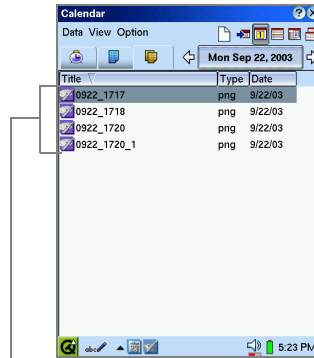 Calendar
Data View Option
Mon Sep 22, 2003
Title Type Date
0922_1717 png 9/22/03
0922_1718 png 9/22/03
0922_1720 png 9/22/03
0922_1720_1 png 9/22/03
abc 5:23 PM